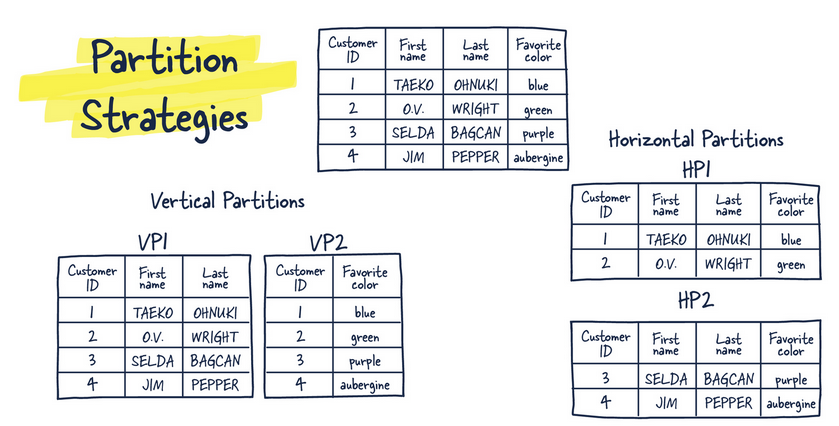 Partition
Strategies
Customer ID First name Last name Favorite color
1 TAEKO OHNUKI blue
2 O.V. WRIGHT green
3 SELDA BAGCAN purple
4 JIM PEPPER aubergine
Vertical Partitions
VP1
Customer ID First name Last name
1 TAEKO OHNUKI
2 O.V. WRIGHT
3 SELDA BAGCAN
4 JIM PEPPER
VP2
Customer ID Favorite color
1 blue
2 green
3 purple
4 aubergine
Horizontal Partitions
HP1
Customer ID First name Last name Favorite color
1 TAEKO OHNUKI blue
2 O.V. WRIGHT green
HP2
Customer ID First name Last name Favorite color
3 SELDA BAGCAN purple
4 JIM PEPPER aubergine